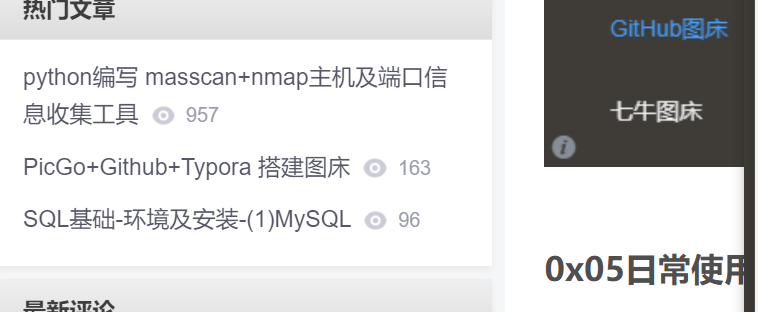 热门文章
python编写 masscan+nmap主机及端口信
息收集工具 957
PicGo+Github+Typora 搭建图床 163
SQL基础-环境及安装-(1)MySQL 96
最新评论
GitHub图床
七牛图床
0x05日常使用